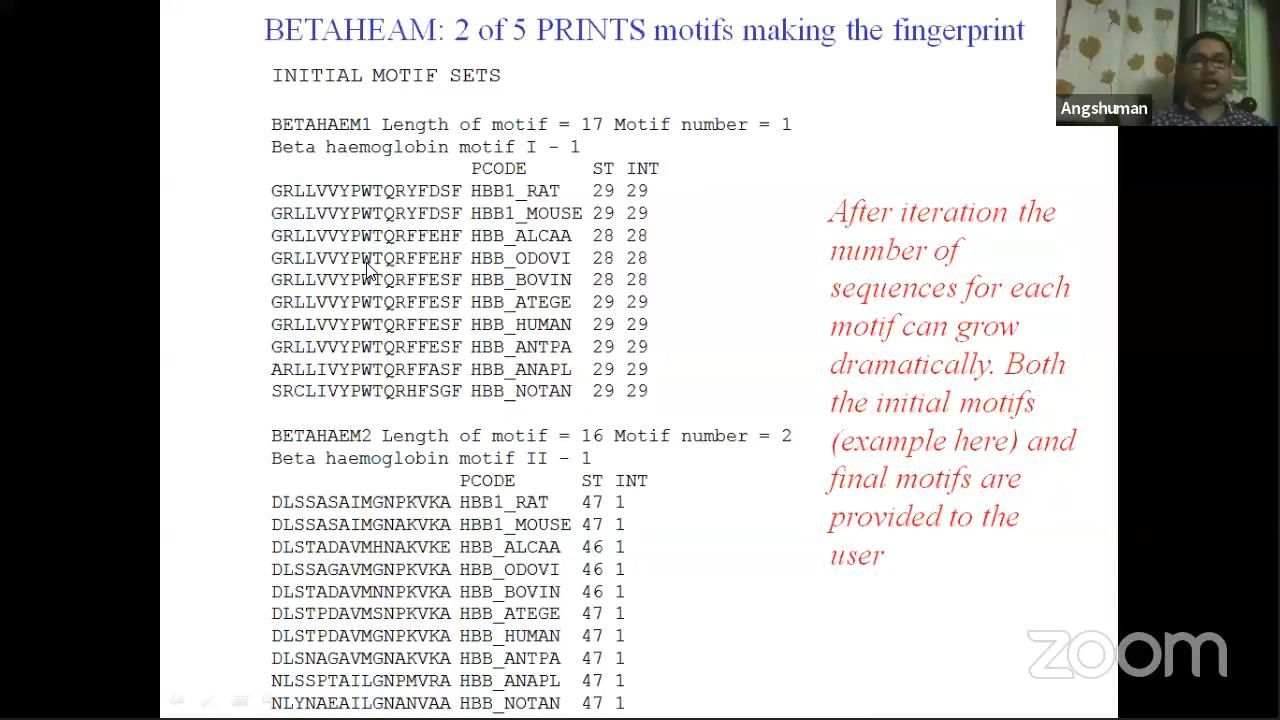 BETAHEAM: 2 of 5 PRINTS motifs making the fingerprint
Angshuman
INITIAL MOTIF SETS
BETAHAEM1 Length of motif = 17 Motif number = 1
Beta haemoglobin motif I - 1
PCODE ST INT
GRLLVVYPWTQRYFDSF HBB1_RAT 29 29
GRLLVVYPWTQRYFDSF HBB1_MOUSE 29 29
GRLLVVYPWTQRFFEHF HBB_ALCAA 28 28
GRLLVVYPWTQRFFEHF HBB_ODOVI 28 28
GRLLVVYPWTQRFFESF HBB_BOVIN 28 28
GRLLVVYPWTQRFFESF HBB_ATEGE 29 29
GRLLVVYPWTQRFFESF HBB_HUMAN 29 29
GRLLVVYPWTQRFFESF HBB_ANTPA 29 29
ARLLIVYPWTQRFFASF HBB_ANAPL 29 29
SRCLIVYPWTQRHFSGF HBB_NOTAN 29 29
BETAHAEM2 Length of motif = 16 Motif number = 2
Beta haemoglobin motif II - 1
PCODE ST INT
DLSSASAIMGNPKVKA HBB1_RAT 47 1
DLSSASAIMGNAKVKA HBB1_MOUSE 47 1
DLSTADAVMHNAKVKE HBB_ALCAA 46 1
DLSSAGAVMGNPKVKA HBB_ODOVI 46 1
DLSTADAVMNNPKVKA HBB_BOVIN 46 1
DLSTPDAVMSNPKVKA HBB_ATEGE 47 1
DLSTPDAVMGNPKVKA HBB_HUMAN 47 1
DLSNAGAVMGNAKVKA HBB_ANTPA 47 1
NLSSPTAILGNPMVRA HBB_ANAPL 47 1
NLYNAEAILGNANVAA HBB_NOTAN 47 1
After iteration the
number of
sequences for each
motif can grow
dramatically. Both
the initial motifs
(example here) and
final motifs are
provided to the
user
zoom